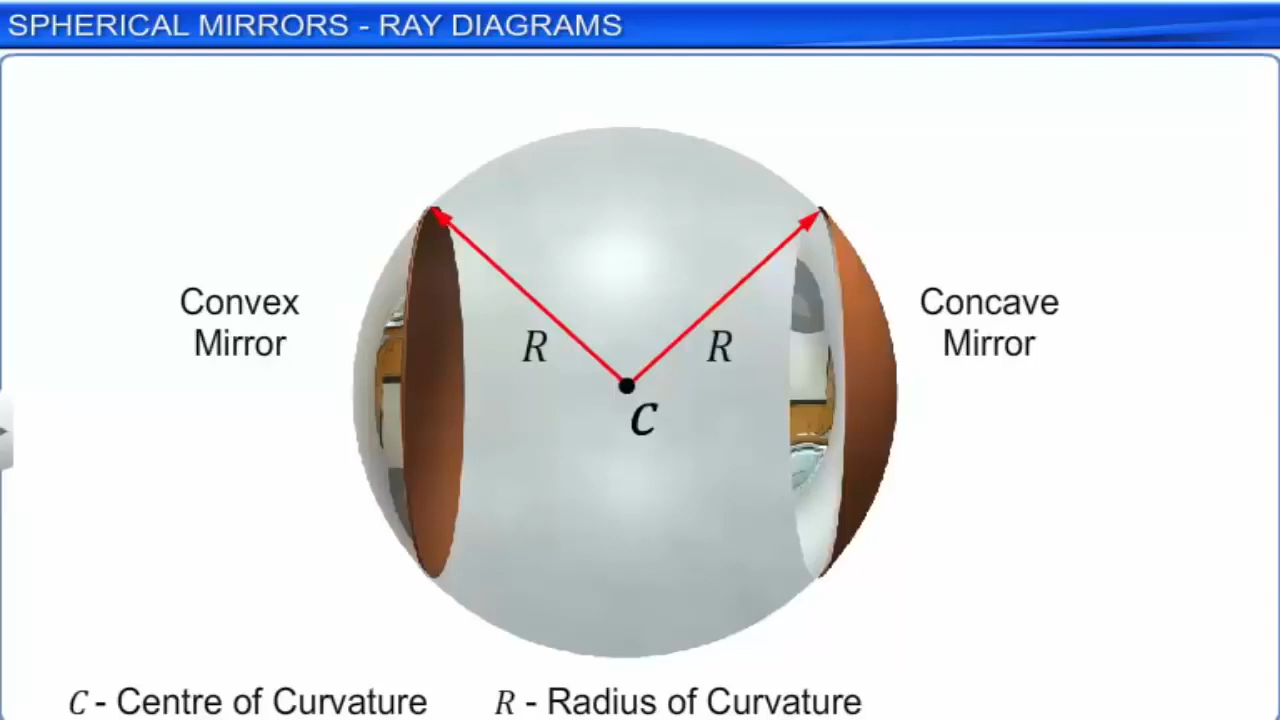 SPHERICAL MIRRORS - RAY DIAGRAMS
Convex
Mirror
Concave
Mirror
R
R
C
C - Centre of Curvature
R - Radius of Curvature